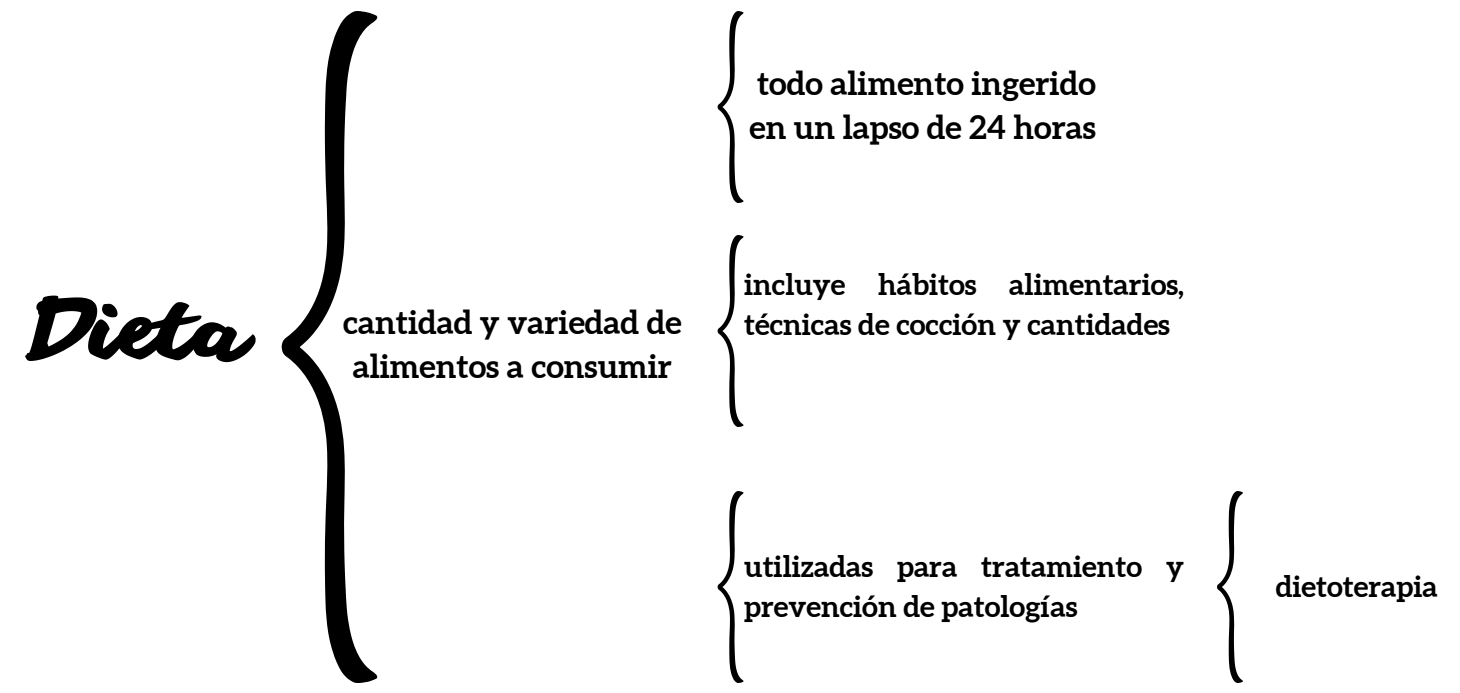 Dieta
cantidad y variedad de
alimentos a consumir
todo alimento ingerido
en un lapso de 24 horas
incluye hábitos alimentarios,
técnicas de cocción y cantidades
utilizadas para tratamiento y
prevención de patologías
dietoterapia